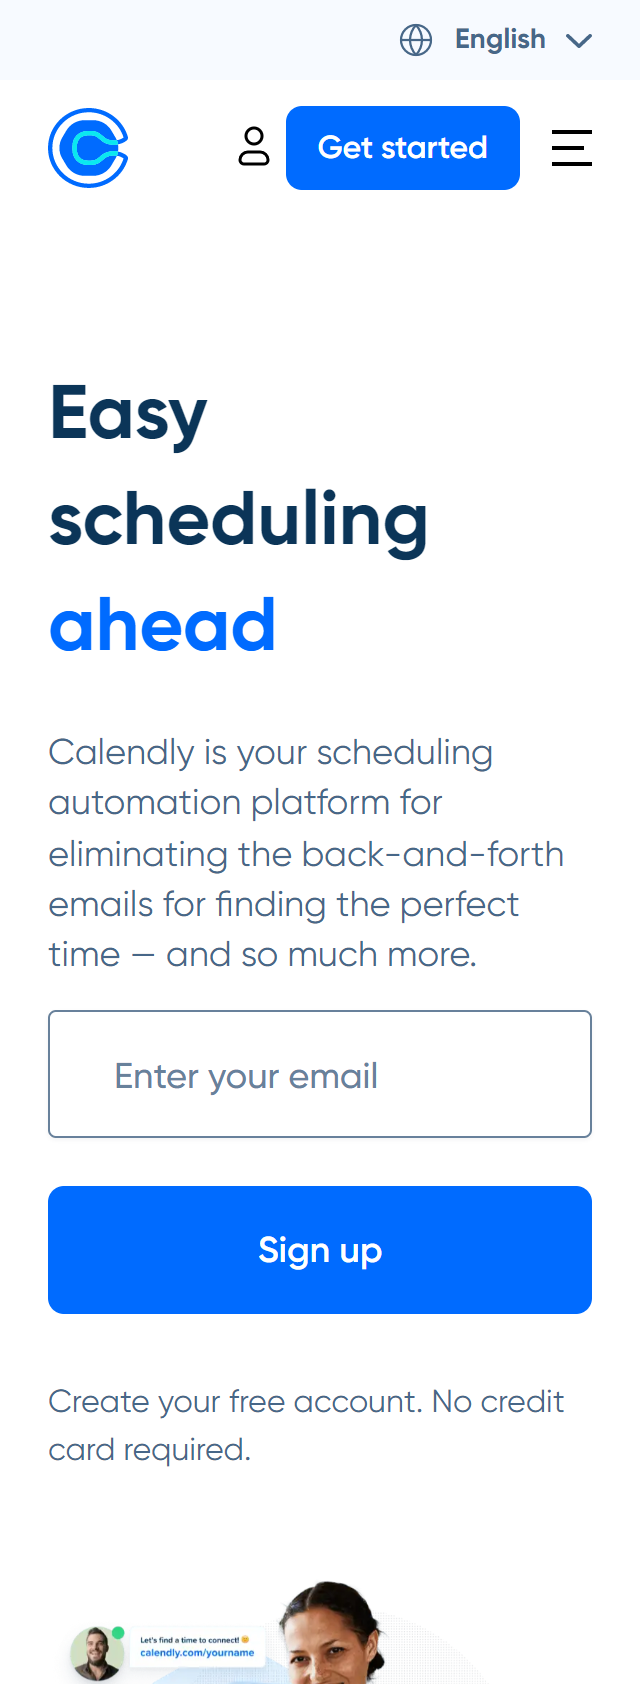 English
Get started
Easy
scheduling
ahead
Calendly is your scheduling
automation platform for
eliminating the back-and-forth
emails for finding the perfect
time — and so much more.
Enter your email
Sign up
Create your free account. No credit
card required.
Let's find a time to connect! 😊
calendly.com/yourname